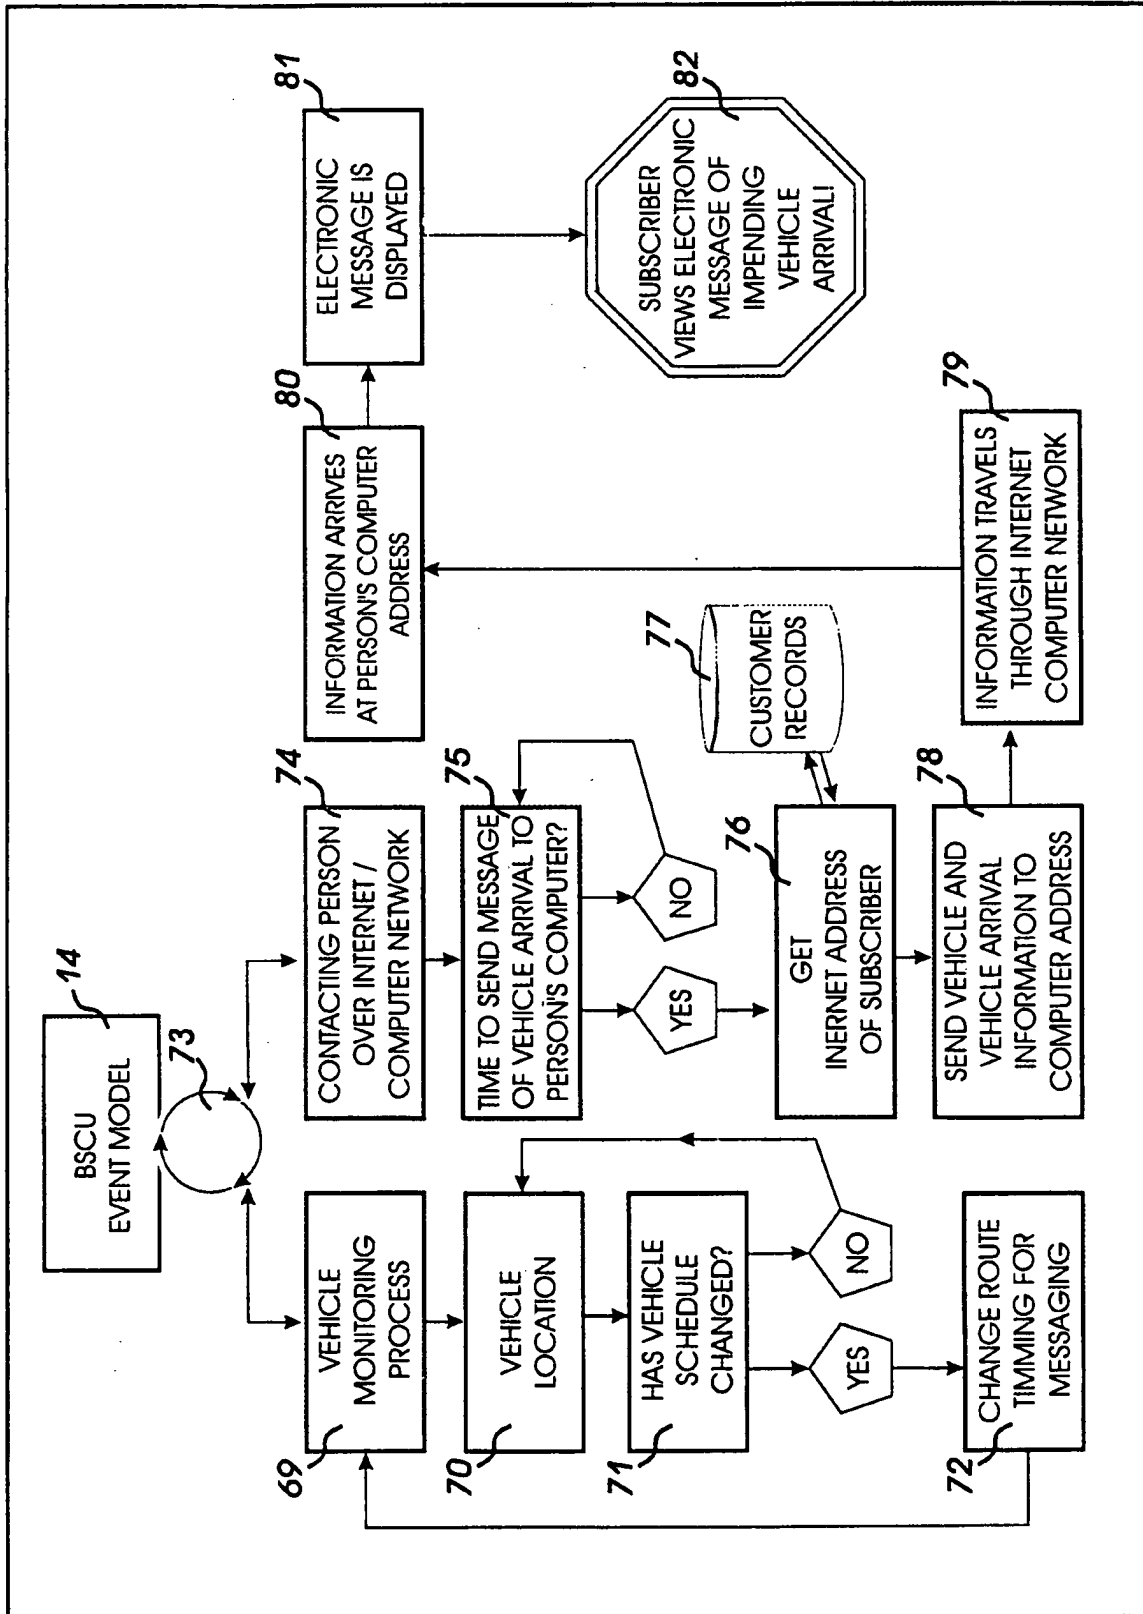 BSCU
EVENT MODEL
14
73
VEHICLE
MONITORING
PROCESS
69
VEHICLE
LOCATION
70
HAS VEHICLE
SCHEDULE
CHANGED?
71
YES
NO
CHANGE ROUTE
TIMMING FOR
MESSAGING
72
CONTACTING PERSON
OVER INTERNET /
COMPUTER NETWORK
74
TIME TO SEND MESSAGE
OF VEHICLE ARRIVAL TO
PERSON'S COMPUTER?
75
YES
NO
GET
INERNET ADDRESS
OF SUBSCRIBER
76
CUSTOMER
RECORDS
77
SEND VEHICLE AND
VEHICLE ARRIVAL
INFORMATION TO
COMPUTER ADDRESS
78
INFORMATION TRAVELS
THROUGH INTERNET
COMPUTER NETWORK
79
INFORMATION ARRIVES
AT PERSON'S COMPUTER
ADDRESS
80
ELECTRONIC
MESSAGE IS
DISPLAYED
81
SUBSCRIBER
VIEWS ELECTRONIC
MESSAGE OF
IMPENDING
VEHICLE
ARRIVAL!
82